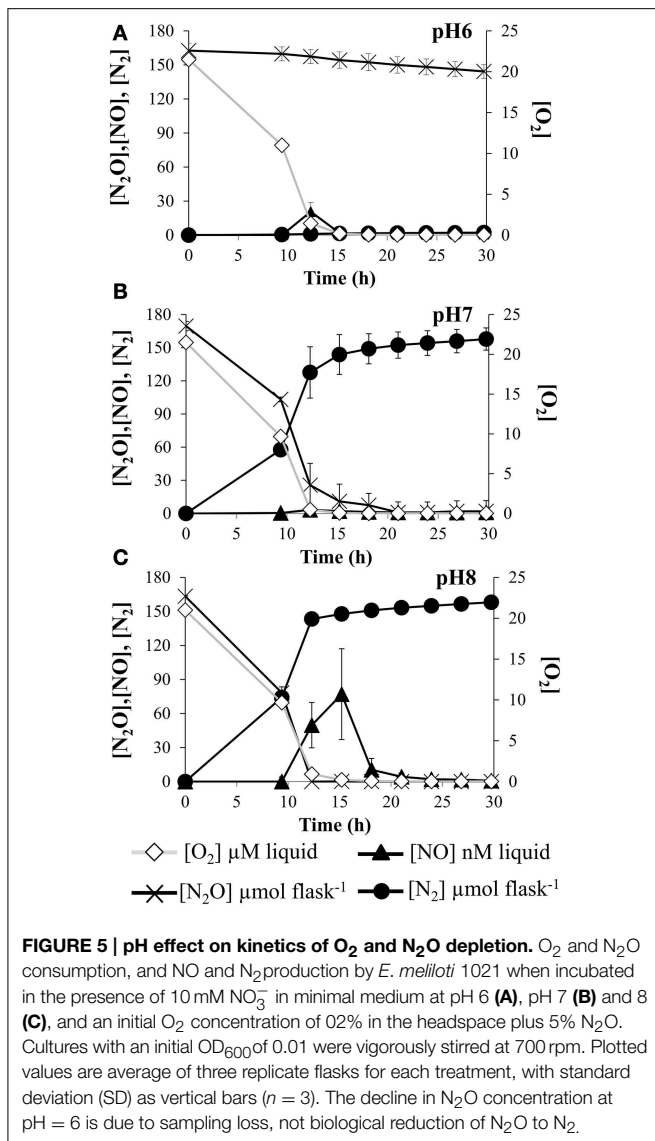 A
pH6
180
150
120
90
60
30
0
[N₂O],[NO], [N₂]
25
20
15
10
5
0
[O₂]
0 5 10 15 20 25 30
Time (h)
B
pH7
180
150
120
90
60
30
0
[N₂O],[NO], [N₂]
25
20
15
10
5
0
[O₂]
0 5 10 15 20 25 30
Time (h)
C
pH8
180
150
120
90
60
30
0
[N₂O],[NO], [N₂]
25
20
15
10
5
0
[O₂]
0 5 10 15 20 25 30
Time (h)
[O₂] µM liquid [NO] nM liquid
[N₂O] µmol flask⁻¹ [N₂] µmol flask⁻¹
FIGURE 5 | pH effect on kinetics of O₂ and N₂O depletion. O₂ and N₂O
consumption, and NO and N₂production by E. meliloti 1021 when incubated
in the presence of 10 mM NO₃⁻ in minimal medium at pH 6 (A), pH 7 (B) and 8
(C), and an initial O₂ concentration of 02% in the headspace plus 5% N₂O.
Cultures with an initial OD₆₀₀of 0.01 were vigorously stirred at 700 rpm. Plotted
values are average of three replicate flasks for each treatment, with standard
deviation (SD) as vertical bars (n = 3). The decline in N₂O concentration at
pH = 6 is due to sampling loss, not biological reduction of N₂O to N₂.